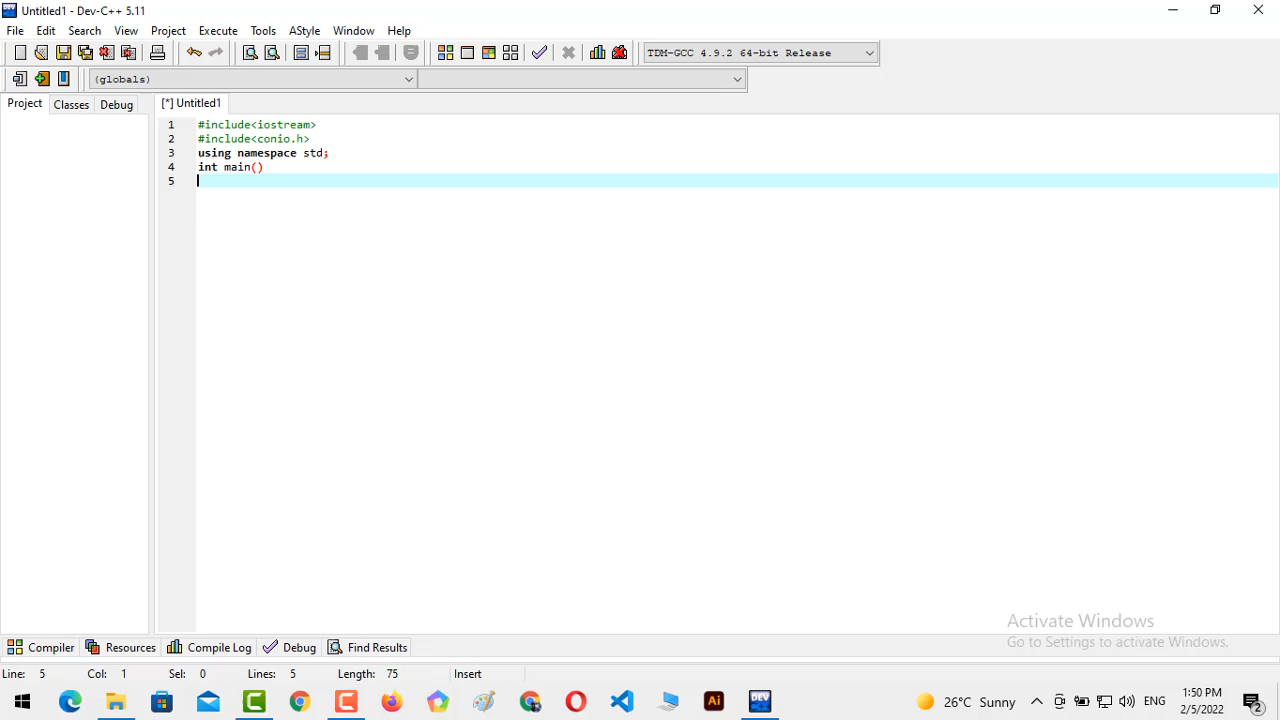 Untitled1 - Dev-C++ 5.11
File Edit Search View Project Execute Tools AStyle Window Help
TDM-GCC 4.9.2 64-bit Release
(globals)
Project Classes Debug [*] Untitled1
1 #include<iostream>
2 #include<conio.h>
3 using namespace std;
4 int main()
5
Activate Windows
Go to Settings to activate Windows.
Compiler Resources Compile Log Debug Find Results
Line: 5 Col: 1 Sel: 0 Lines: 5 Length: 75 Insert
Ai DEV 26°C Sunny ENG 1:50 PM
2/5/2022 2